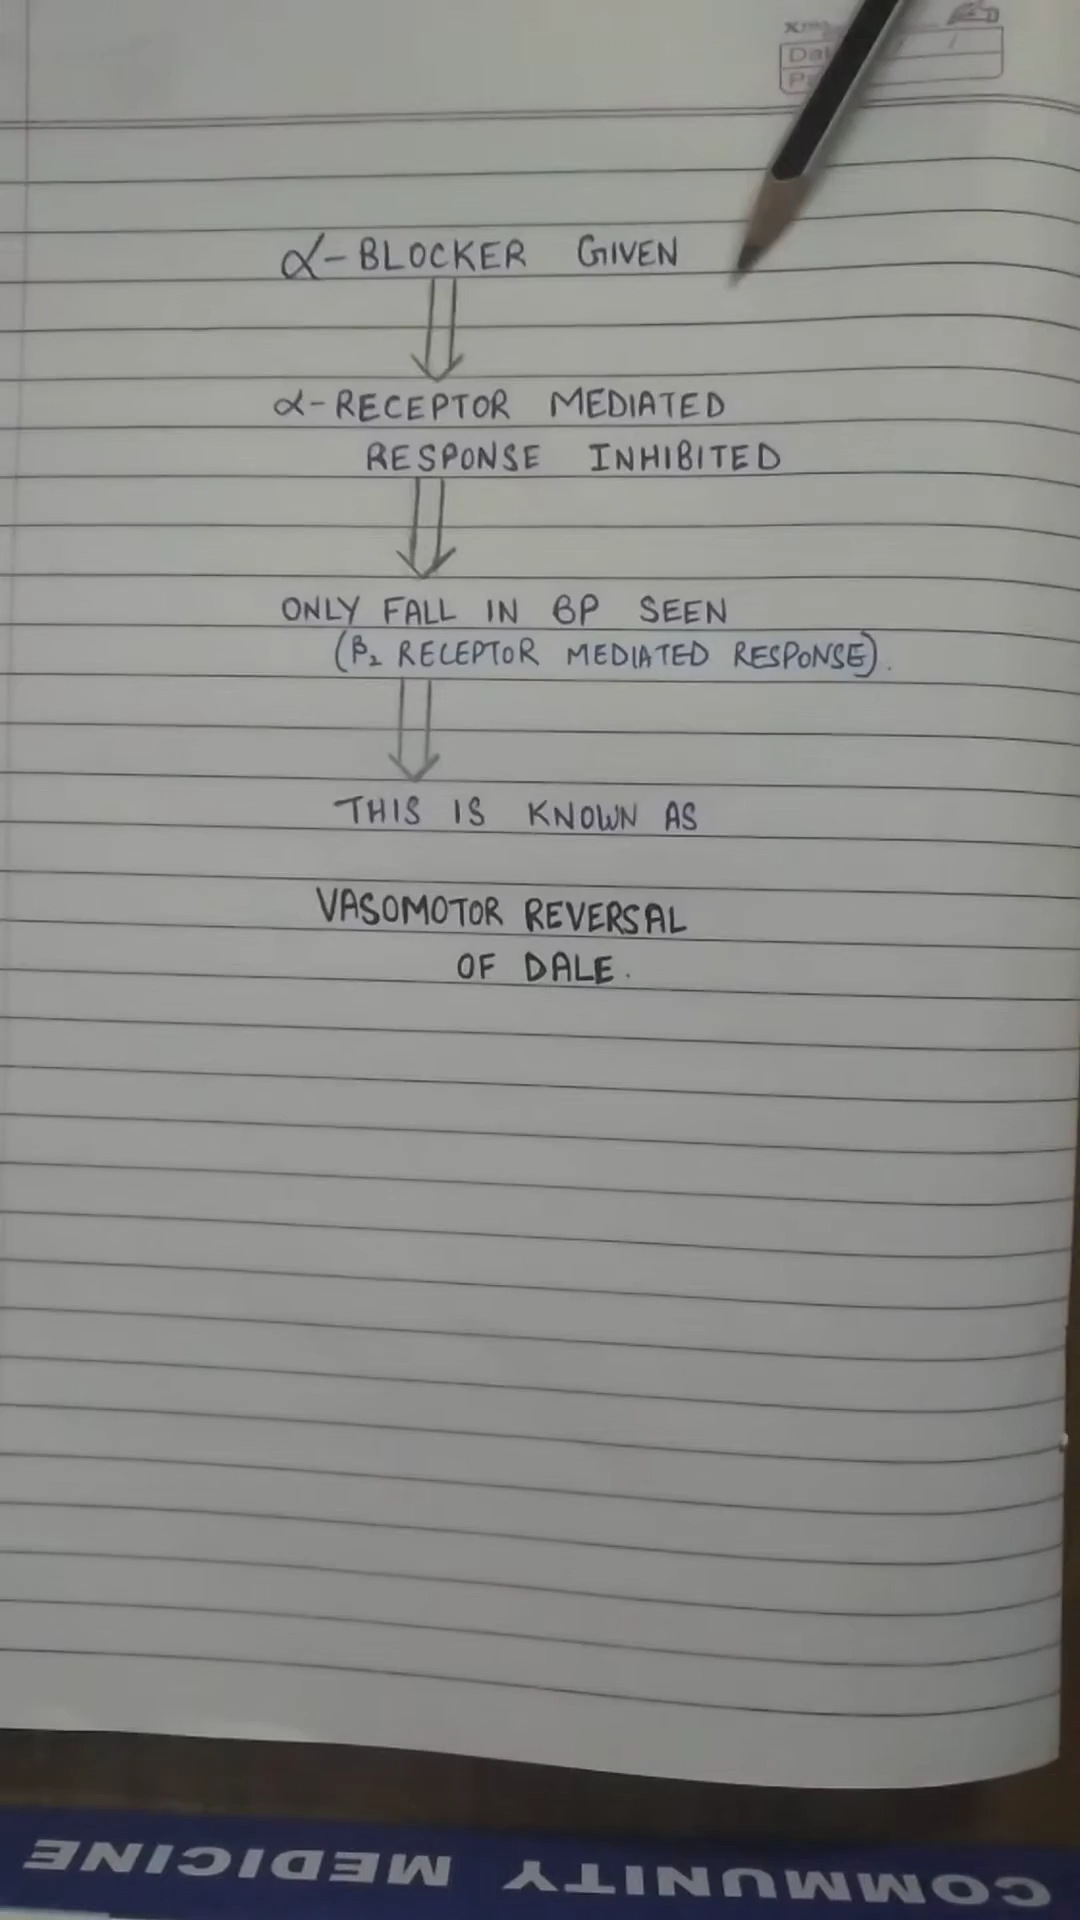 α-BLOCKER GIVEN
α-RECEPTOR MEDIATED
RESPONSE INHIBITED
ONLY FALL IN BP SEEN
(β₂ RECEPTOR MEDIATED RESPONSE).
THIS IS KNOWN AS
VASOMOTOR REVERSAL
OF DALE.
COMMUNITY MEDICINE